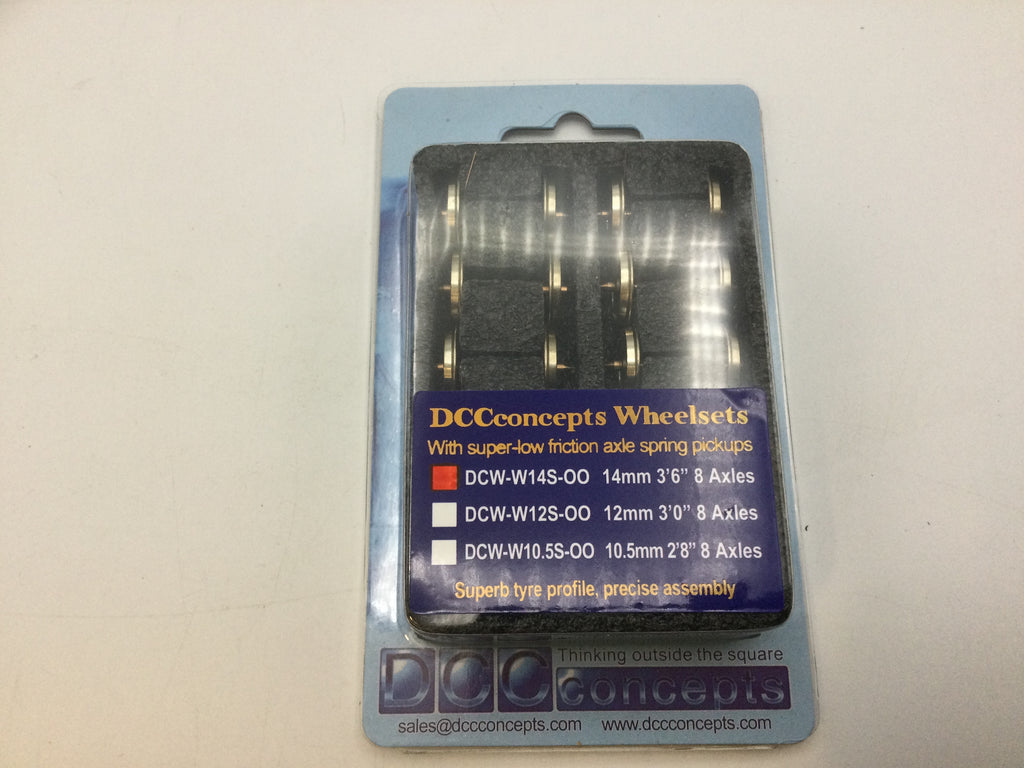 DCCconcepts Wheelsets
With super-low friction axle spring pickups
DCW-W14S-OO 14mm 3'6" 8 Axles
DCW-W12S-OO 12mm 3'0" 8 Axles
DCW-W10.5S-OO 10.5mm 2'8" 8 Axles
Superb tyre profile, precise assembly
Thinking outside the square
DCC concepts
sales@dccconcepts.com www.dccconcepts.com